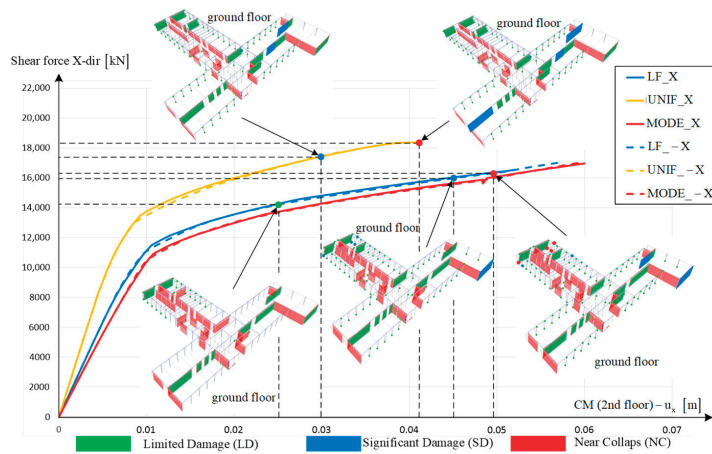 ground floor
ground floor
Shear force X-dir [kN]
22,000
20,000
18,000
16,000
14,000
12,000
10,000
8000
6000
4000
2000
0
LF_X
UNIF_X
MODE_X
LF_−X
UNIF_−X
MODE_−X
ground floor
ground floor
ground floor
CM (2nd floor) – uₓ [m]
0
0.01
0.02
0.03
0.04
0.05
0.06
0.07
Limited Damage (LD)
Significant Damage (SD)
Near Collaps (NC)